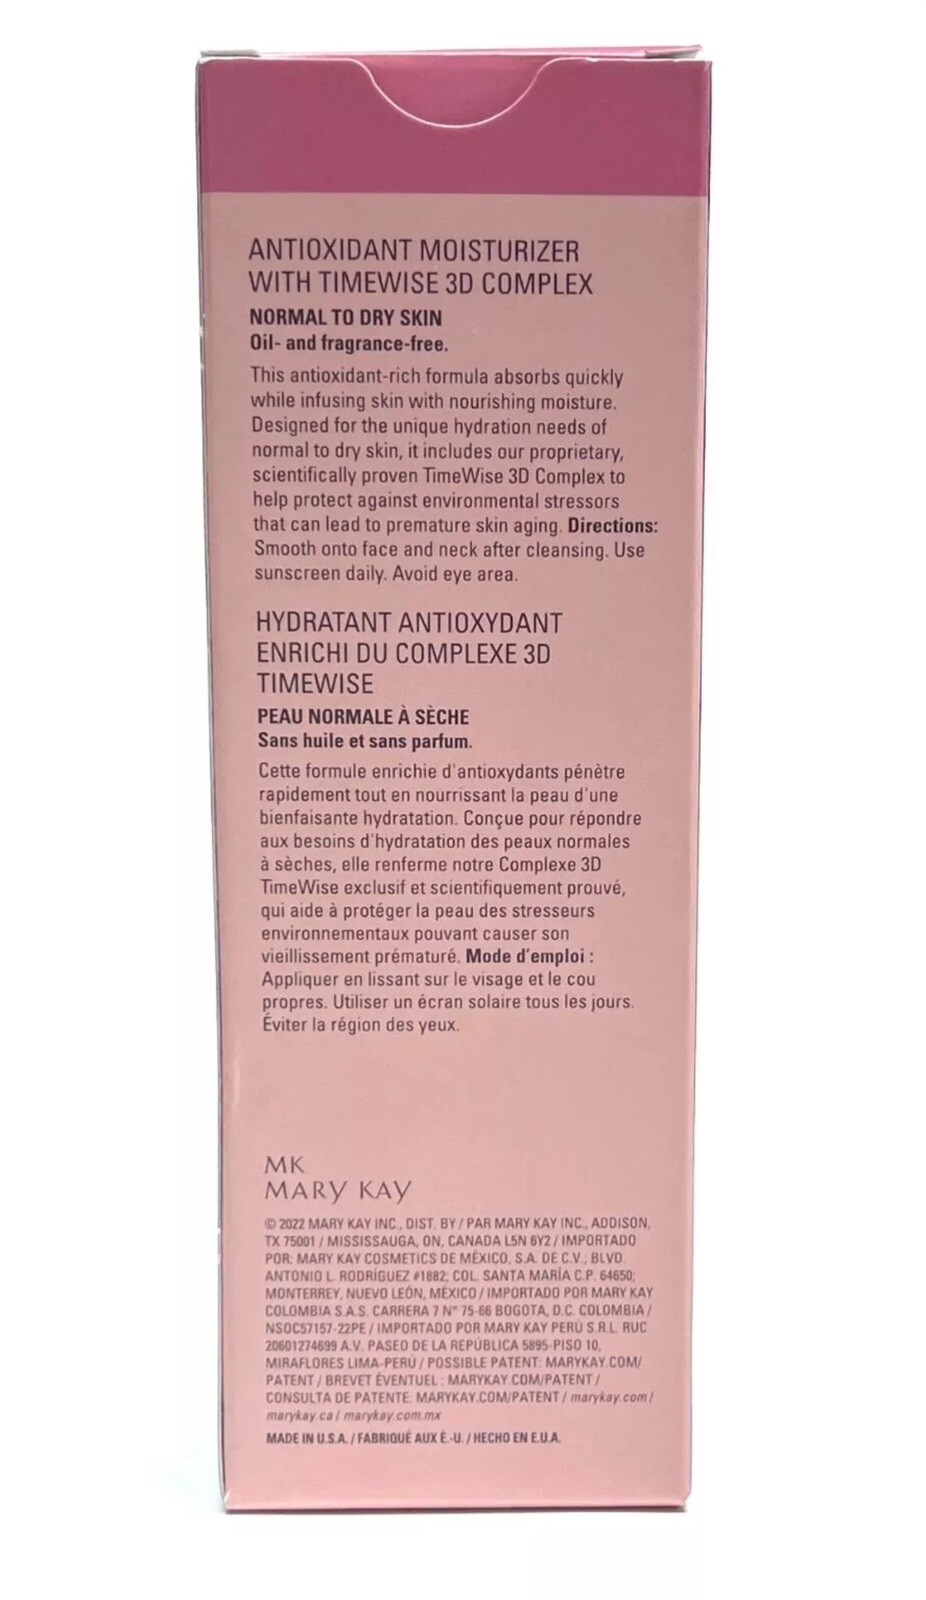 ANTIOXIDANT MOISTURIZER
WITH TIMEWISE 3D COMPLEX
NORMAL TO DRY SKIN
Oil- and fragrance-free.
This antioxidant-rich formula absorbs quickly
while infusing skin with nourishing moisture.
Designed for the unique hydration needs of
normal to dry skin, it includes our proprietary,
scientifically proven TimeWise 3D Complex to
help protect against environmental stressors
that can lead to premature skin aging. Directions:
Smooth onto face and neck after cleansing. Use
sunscreen daily. Avoid eye area.
HYDRATANT ANTIOXYDANT
ENRICHI DU COMPLEXE 3D
TIMEWISE
PEAU NORMALE À SÈCHE
Sans huile et sans parfum.
Cette formule enrichie d'antioxydants pénètre
rapidement tout en nourrissant la peau d'une
bienfaisante hydratation. Conçue pour répondre
aux besoins d'hydratation des peaux normales
à sèches, elle renferme notre Complexe 3D
TimeWise exclusif et scientifiquement prouvé,
qui aide à protéger la peau des stresseurs
environnementaux pouvant causer son
vieillissement prématuré. Mode d'emploi :
Appliquer en lissant sur le visage et le cou
propres. Utiliser un écran solaire tous les jours.
Éviter la région des yeux.
MK
MARY KAY
© 2022 MARY KAY INC., DIST. BY / PAR MARY KAY INC., ADDISON,
TX 75001 / MISSISSAUGA, ON, CANADA L5N 6Y2 / IMPORTADO
POR: MARY KAY COSMETICS DE MÉXICO, S.A. DE C.V.; BLVD.
ANTONIO L. RODRÍGUEZ #1882; COL. SANTA MARÍA C.P. 64650;
MONTERREY, NUEVO LEÓN, MÉXICO / IMPORTADO POR MARY KAY
COLOMBIA S.A.S. CARRERA 7 N° 75-66 BOGOTA, D.C. COLOMBIA /
NSOC57157-22PE / IMPORTADO POR MARY KAY PERÚ S.R.L. RUC
20601274699 A.V. PASEO DE LA REPÚBLICA 5895-PISO 10,
MIRAFLORES LIMA-PERÚ / POSSIBLE PATENT: MARYKAY.COM/
PATENT / BREVET ÉVENTUEL : MARYKAY.COM/PATENT /
CONSULTA DE PATENTE: MARYKAY.COM/PATENT / marykay.com /
marykay.ca / marykay.com.mx
MADE IN U.S.A. / FABRIQUÉ AUX É.-U. / HECHO EN E.U.A.